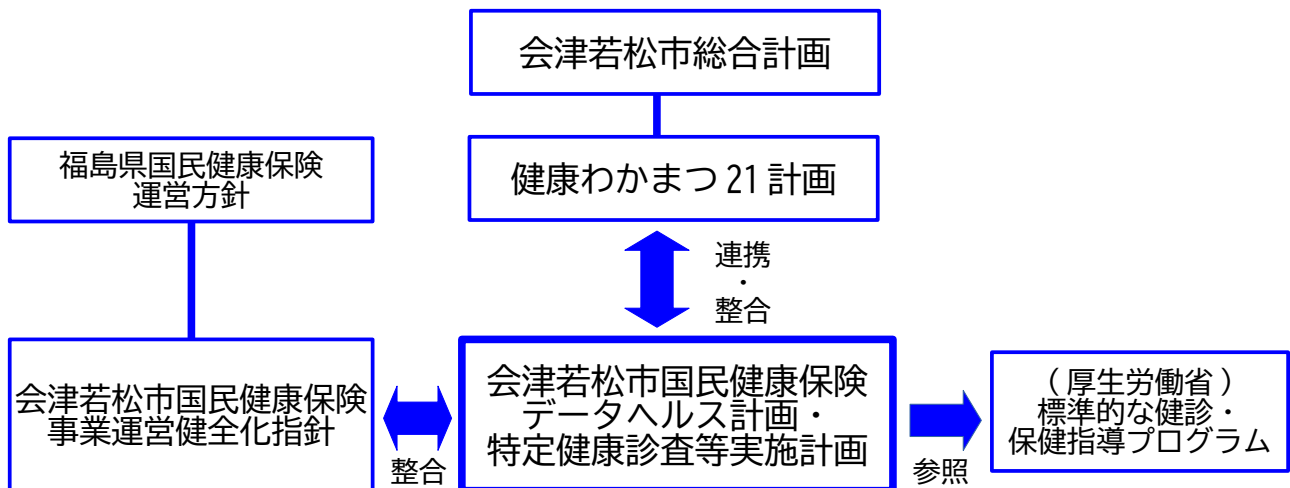 会津若松市総合計画
福島県国民健康保険
運営方針
健康わかまつ 21 計画
連携
・
整合
会津若松市国民健康保険
事業運営健全化指針
整合
会津若松市国民健康保険
データヘルス計画・
特定健康診査等実施計画
参照
（厚生労働省）
標準的な健診・
保健指導プログラム